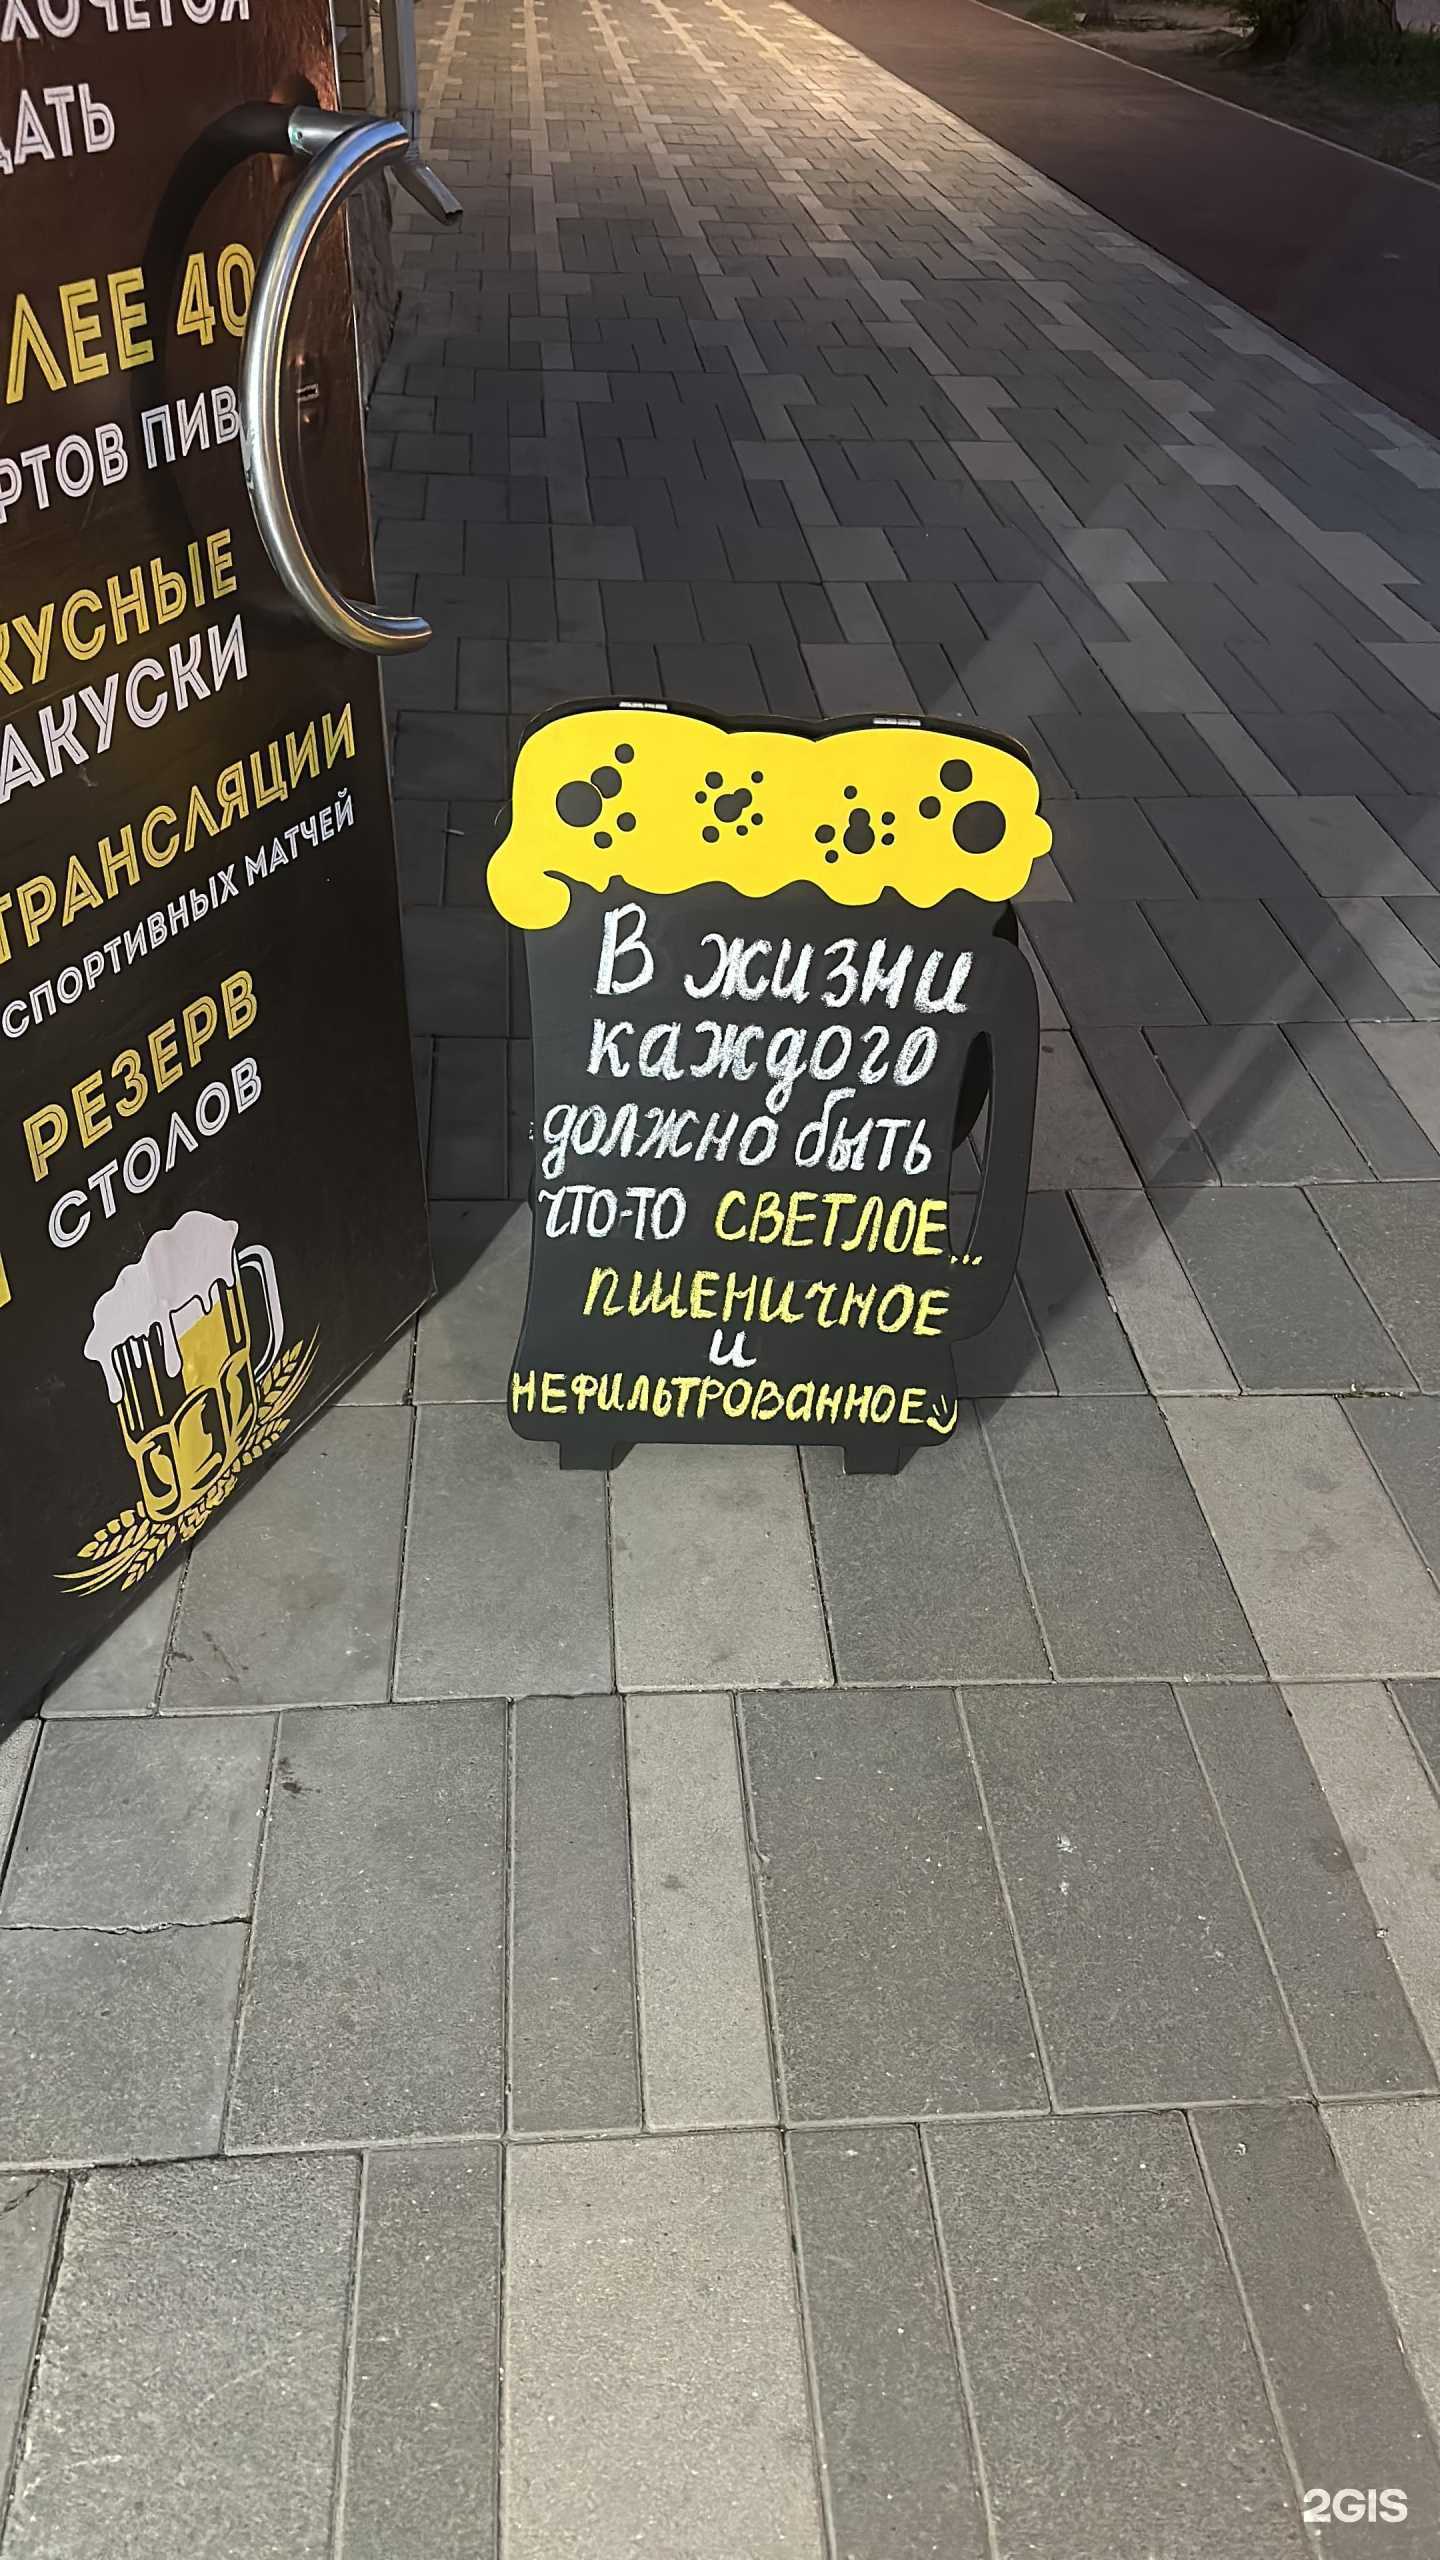 ЛЕЕ 40
РТОВ ПИВ
КУСНЫЕ
АКУСКИ
ТРАНСЛЯЦИИ
СПОРТИВНЫХ МАТЧЕЙ
РЕЗЕРВ
СТОЛОВ
В жизни
каждого
должно быть
что-то СВЕТЛОЕ...
ПШЕНИЧНОЕ
и
НЕФИЛЬТРОВАННОЕ
2GIS